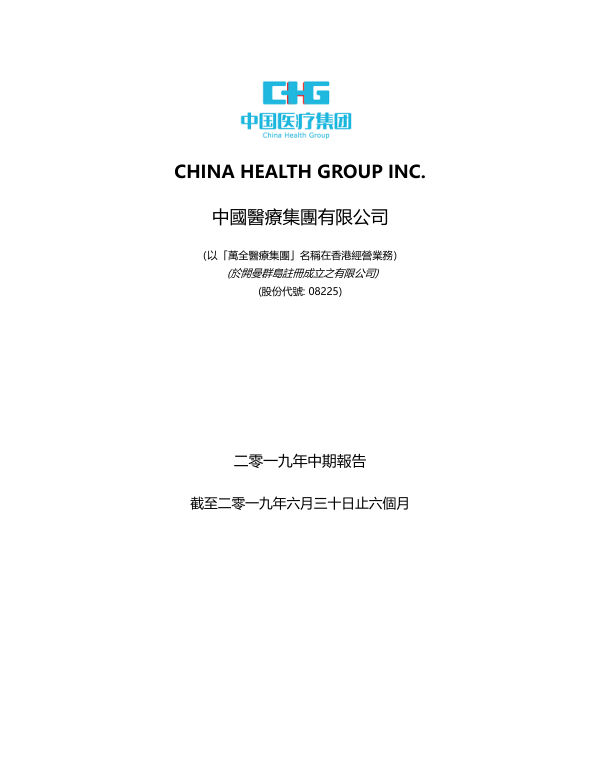 CHG
中国医疗集团
China Health Group
CHINA HEALTH GROUP INC.
中國醫療集團有限公司
(以「萬全醫療集團」名稱在香港經營業務)
(於開曼群島註冊成立之有限公司)
(股份代號: 08225)
二零一九年中期報告
截至二零一九年六月三十日止六個月